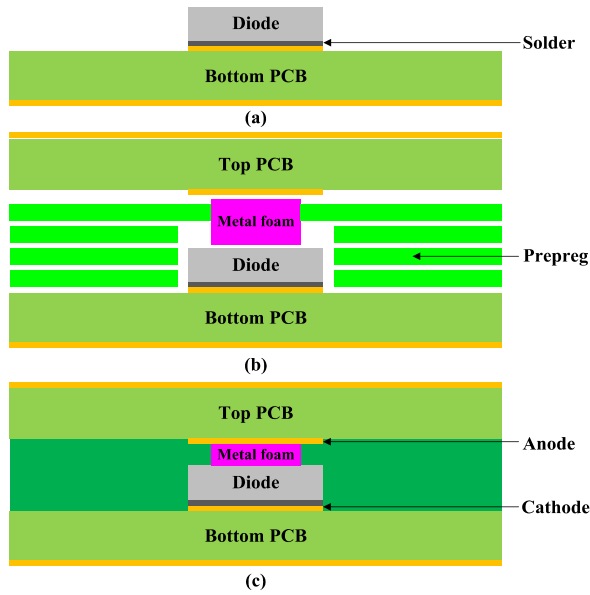 Diode
Solder
Bottom PCB
(a)
Top PCB
Metal foam
Diode
Prepreg
Bottom PCB
(b)
Top PCB
Anode
Metal foam
Diode
Cathode
Bottom PCB
(c)